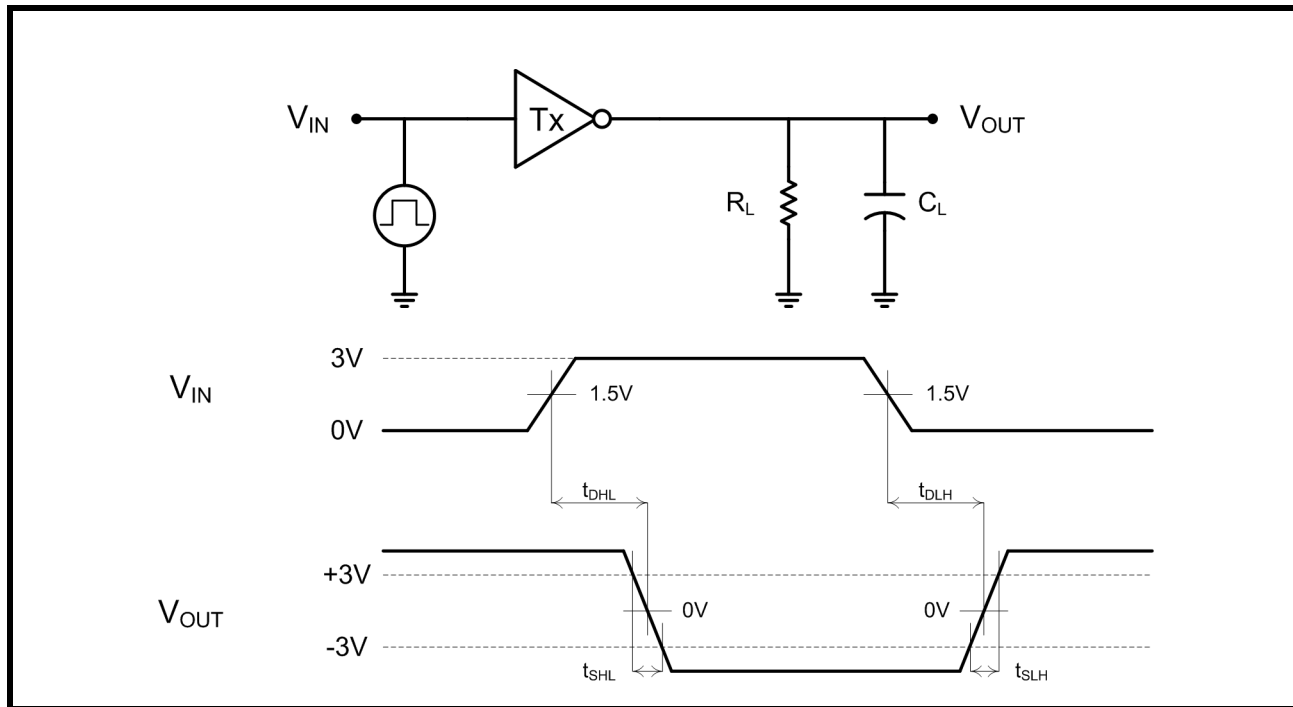 V_IN
Tx
V_OUT
R_L
C_L
3V
V_IN
1.5V
1.5V
0V
t_DHL
t_DLH
+3V
V_OUT
0V
0V
-3V
t_SHL
t_SLH